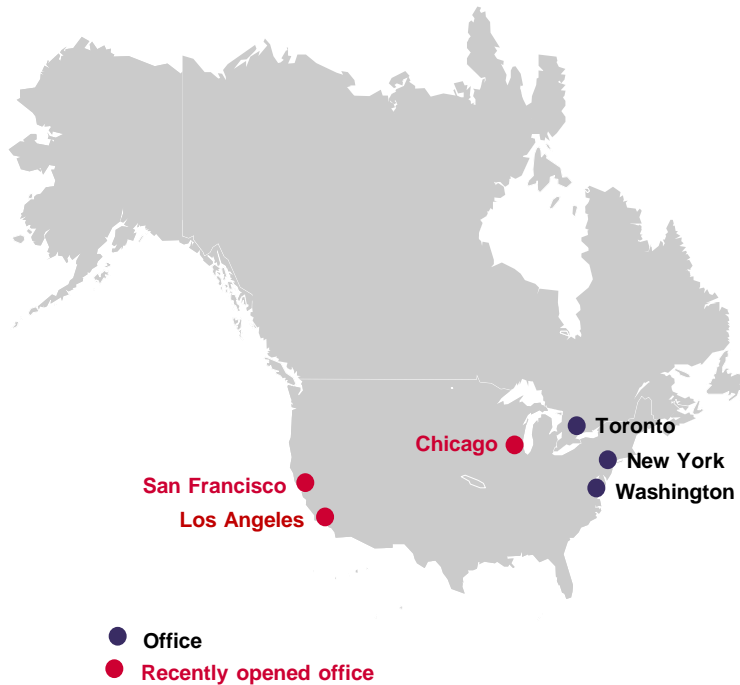 Toronto
Chicago
New York
San Francisco
Washington
Los Angeles
Office
Recently opened office